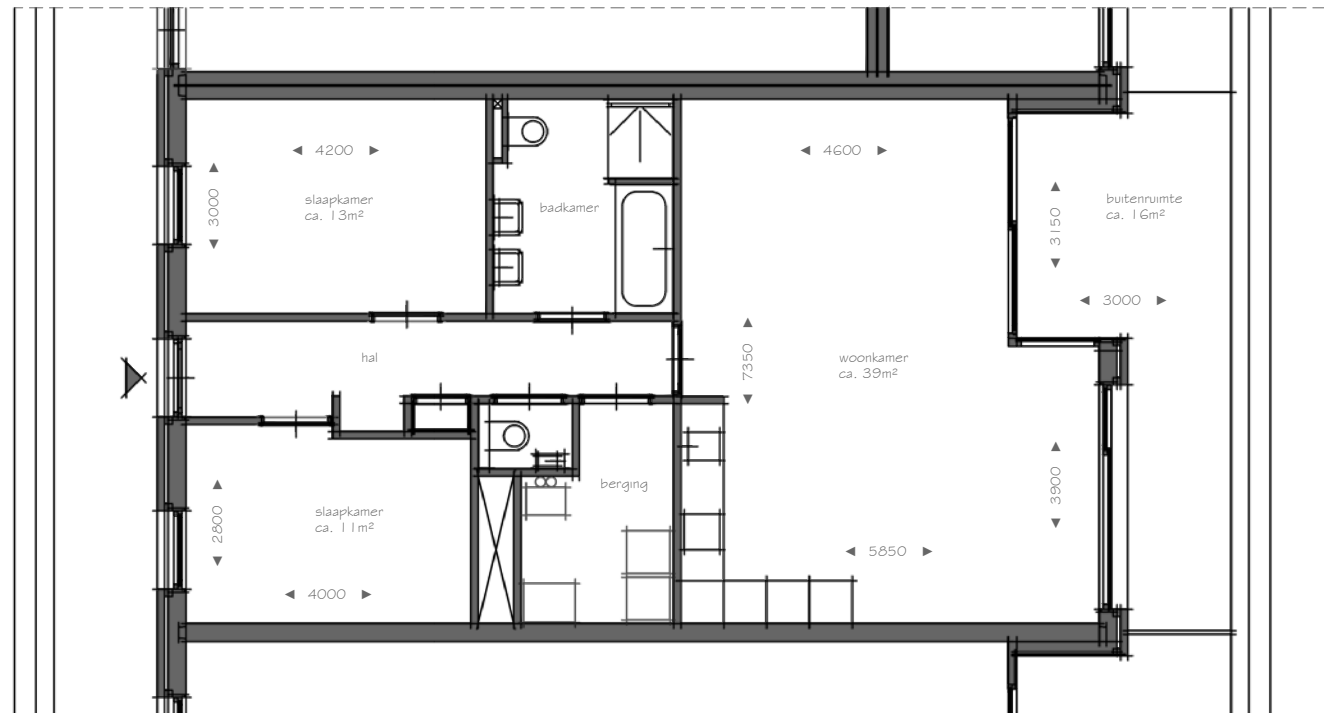 4200
4600
3000
slaapkamer
ca. 13m²
badkamer
3150
buitenruimte
ca. 16m²
3000
hal
7350
woonkamer
ca. 39m²
berging
3900
2800
slaapkamer
ca. 11m²
5850
4000